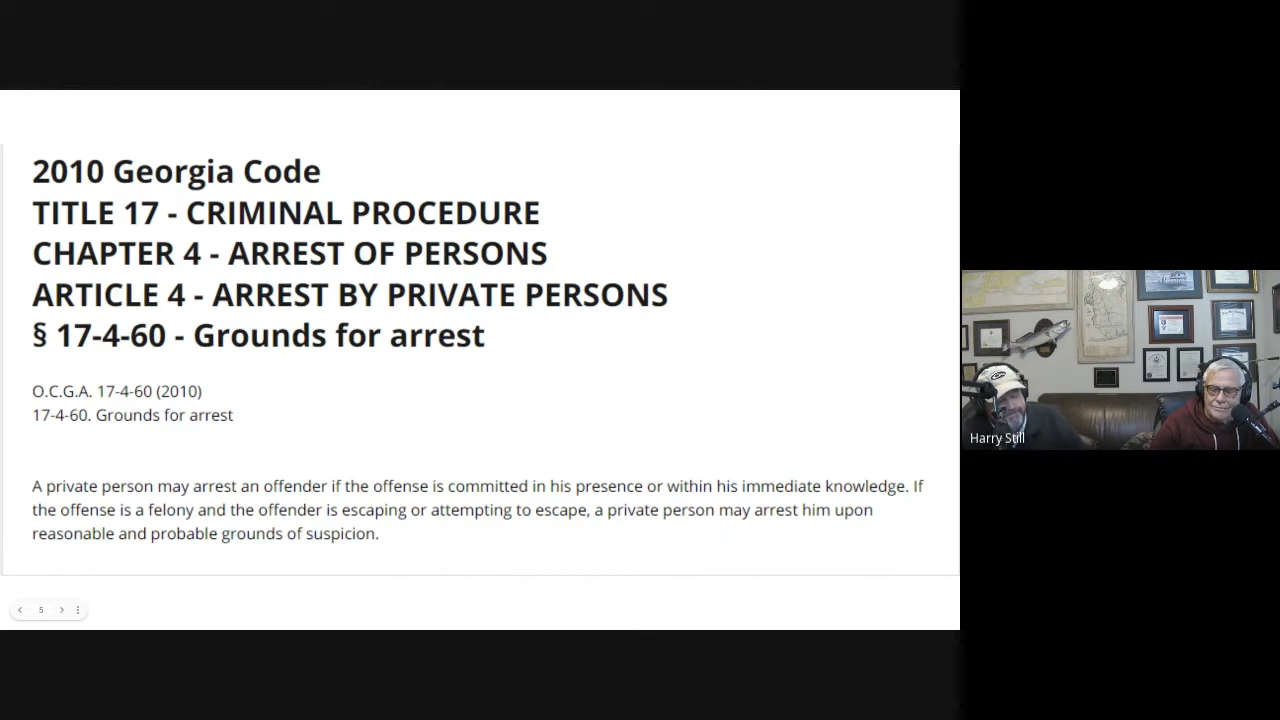 2010 Georgia Code
TITLE 17 - CRIMINAL PROCEDURE
CHAPTER 4 - ARREST OF PERSONS
ARTICLE 4 - ARREST BY PRIVATE PERSONS
§ 17-4-60 - Grounds for arrest
O.C.G.A. 17-4-60 (2010)
17-4-60. Grounds for arrest
A private person may arrest an offender if the offense is committed in his presence or within his immediate knowledge. If
the offense is a felony and the offender is escaping or attempting to escape, a private person may arrest him upon
reasonable and probable grounds of suspicion.
5
Harry Still